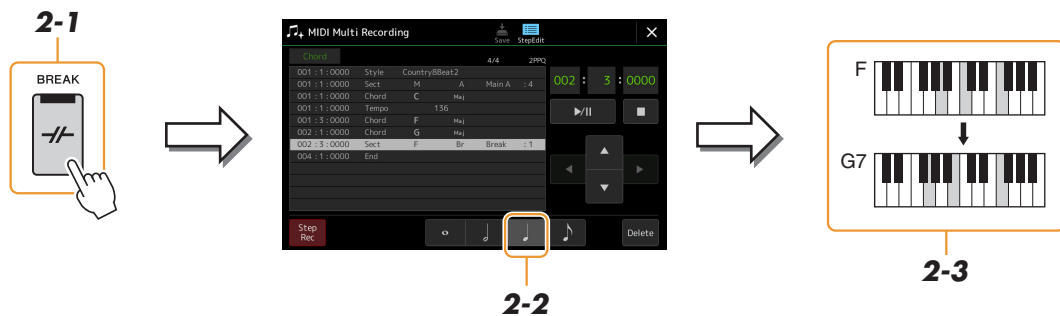 2-1
BREAK
MIDI Multi Recording
Save
StepEdit
Chord
4/4 2PPQ
001 : 1 : 0000 Style Country8Beat2
001 : 1 : 0000 Sect M A Main A : 4
001 : 1 : 0000 Chord C Maj
001 : 1 : 0000 Tempo 136
001 : 3 : 0000 Chord F Maj
002 : 1 : 0000 Chord G Maj
002 : 3 : 0000 Sect F Br Break : 1
004 : 1 : 0000 End
002 : 3 : 0000
Step
Rec
Delete
2-2
F
G7
2-3